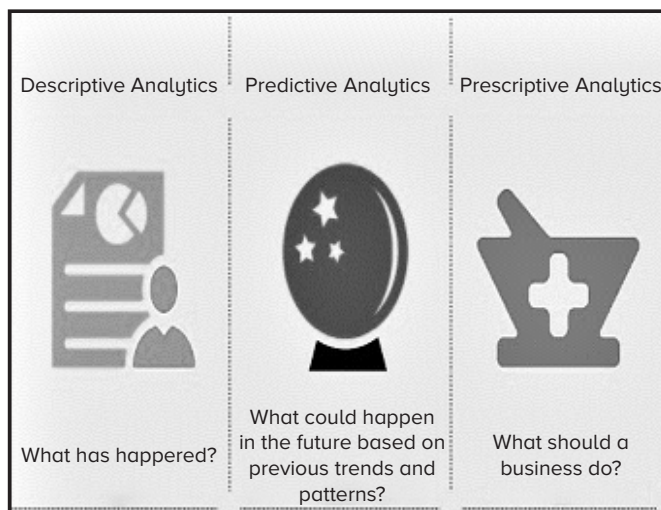 Descriptive Analytics
Predictive Analytics
Prescriptive Analytics
What has happered?
What could happen
in the future based on
previous trends and
patterns?
What should a
business do?